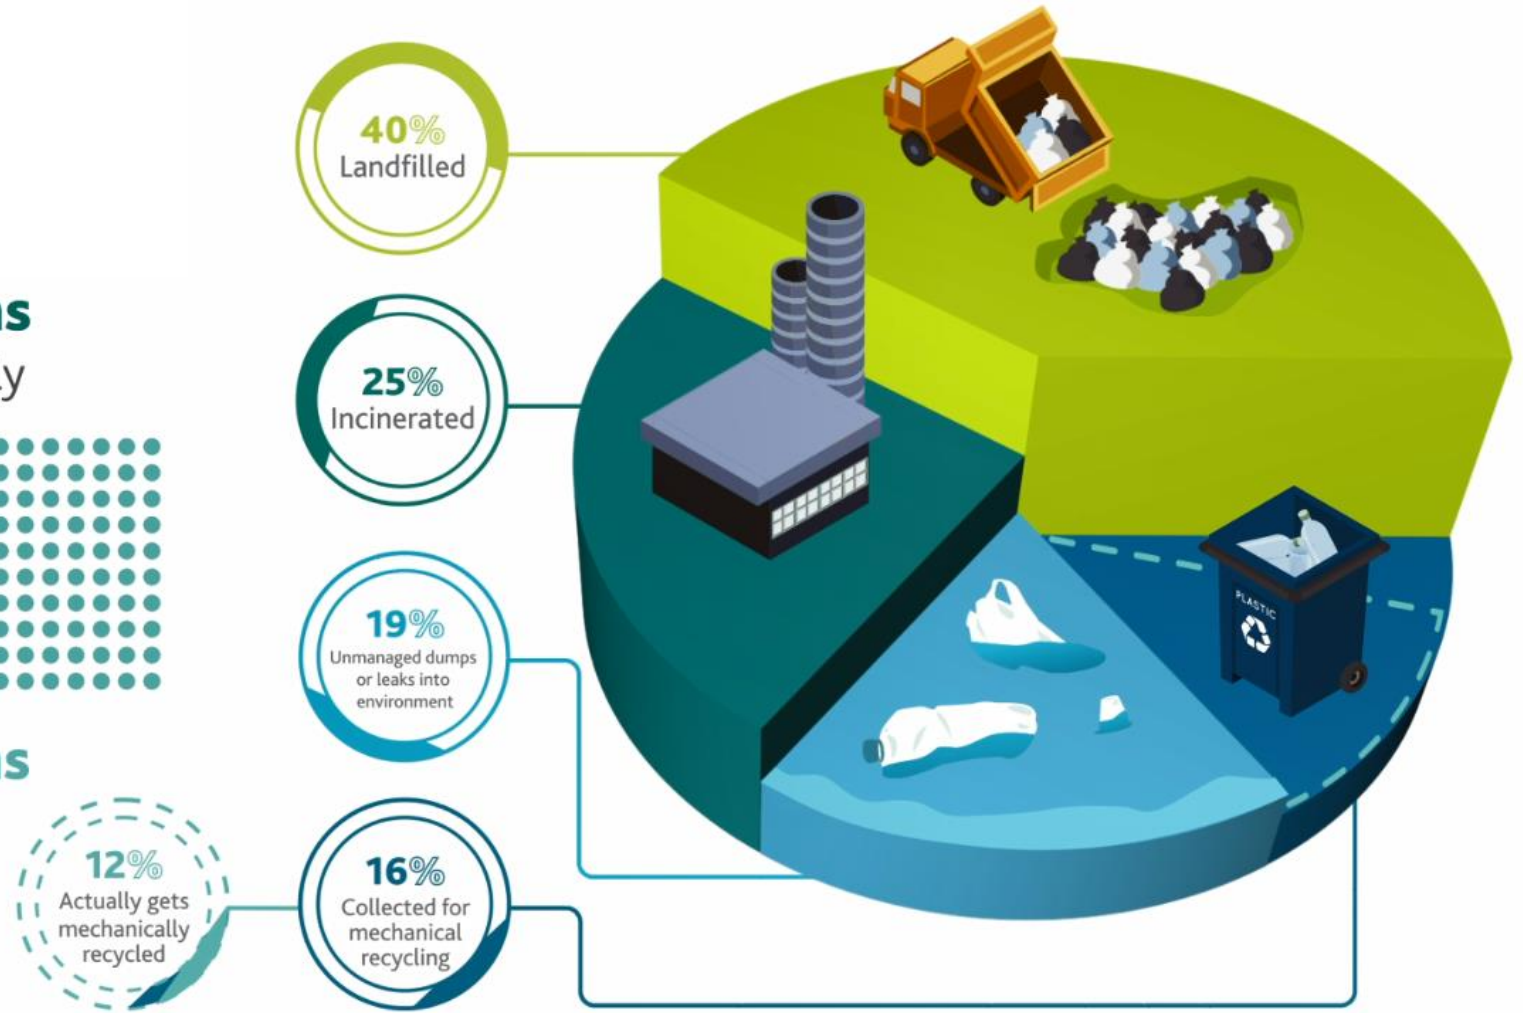 40%
Landfilled
25%
Incinerated
19%
Unmanaged dumps
or leaks into
environment
16%
Collected for
mechanical
recycling
12%
Actually gets
mechanically
recycled
PLASTIC